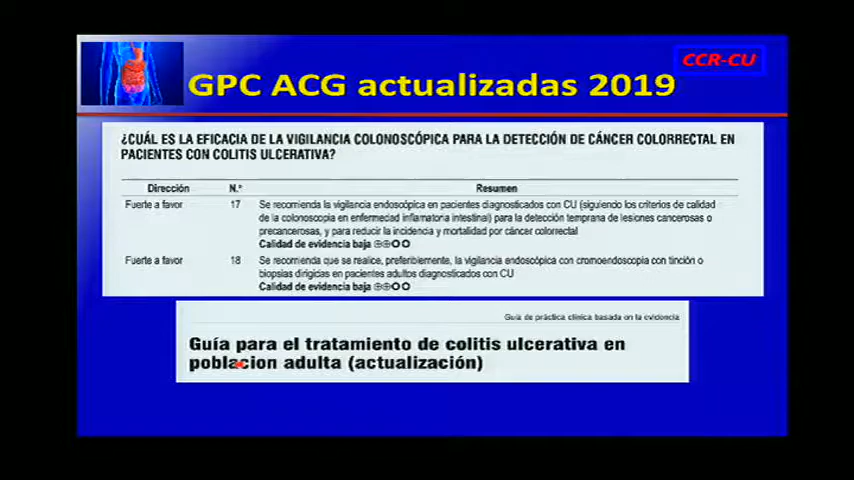 CCR-CU
GPC ACG actualizadas 2019
¿CUÁL ES LA EFICACIA DE LA VIGILANCIA COLONOSCÓPICA PARA LA DETECCIÓN DE CÁNCER COLORRECTAL EN
PACIENTES CON COLITIS ULCERATIVA?
Dirección N.º Resumen
Fuerte a favor 17 Se recomienda la vigilancia endoscópica en pacientes diagnosticados con CU (siguiendo los criterios de calidad
de la colonoscopia en enfermedad inflamatoria intestinal) para la detección temprana de lesiones cancerosas o
precancerosas, y para reducir la incidencia y mortalidad por cáncer colorrectal
Calidad de evidencia baja ⊕⊕OO
Fuerte a favor 18 Se recomienda que se realice, preferiblemente, la vigilancia endoscópica con cromoendoscopia con tinción o
biopsias dirigicias en pacientes adultos diagnosticados con CU
Calidad de evidencia baja ⊕⊕OO
Guía de práctica clínica basada en la evidencia
Guía para el tratamiento de colitis ulcerativa en
poblacion adulta (actualización)